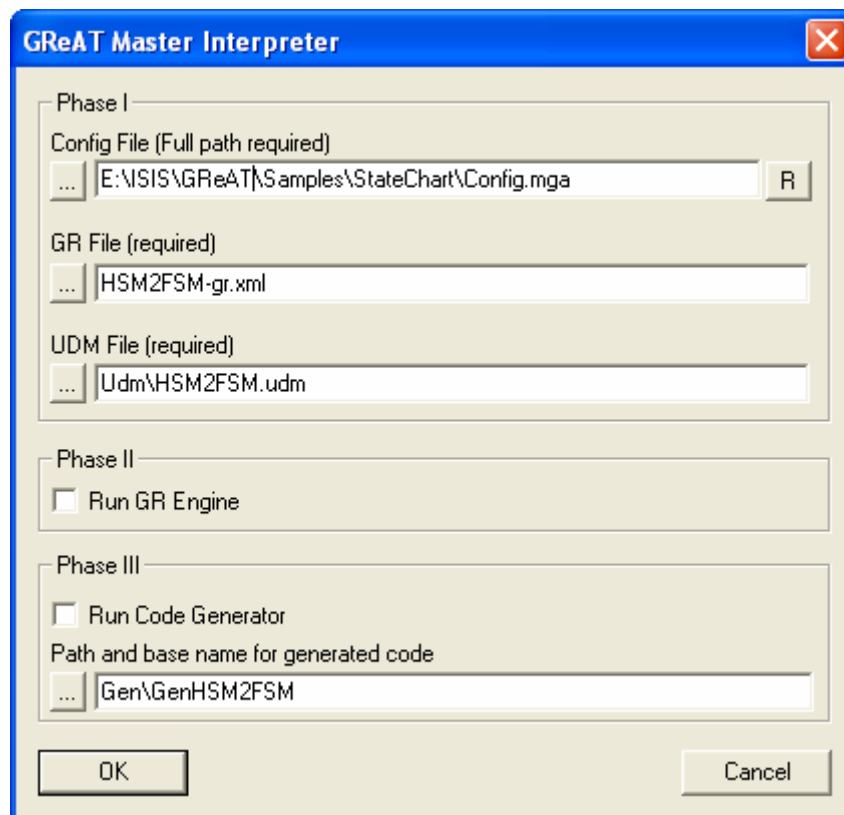 GReAT Master Interpreter
Phase I
Config File (Full path required)
... E:\ISIS\GReAT\Samples\StateChart\Config.mga R
GR File (required)
... HSM2FSM-gr.xml
UDM File (required)
... Udm\HSM2FSM.udm
Phase II
Run GR Engine
Phase III
Run Code Generator
Path and base name for generated code
... Gen\GenHSM2FSM
OK Cancel